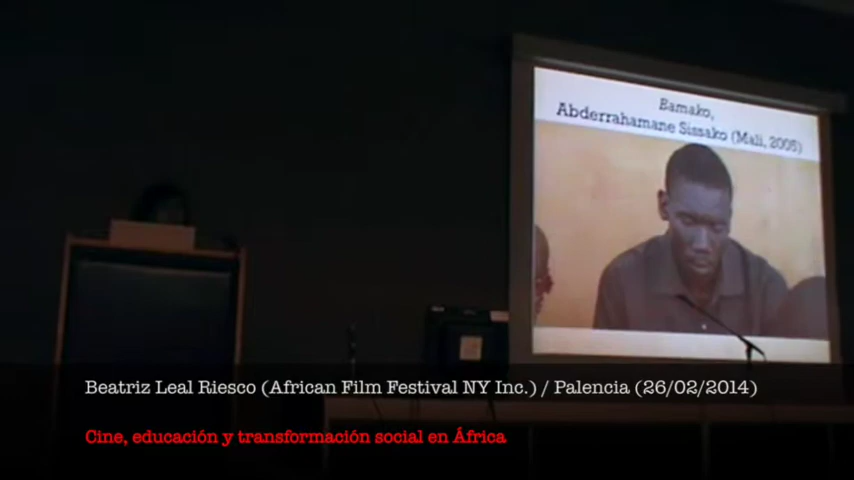 Bamako,
Abderrahamane Sissako (Mali, 2005)
Beatriz Leal Riesco (African Film Festival NY Inc.) / Palencia (26/02/2014)
Cine, educación y transformación social en África